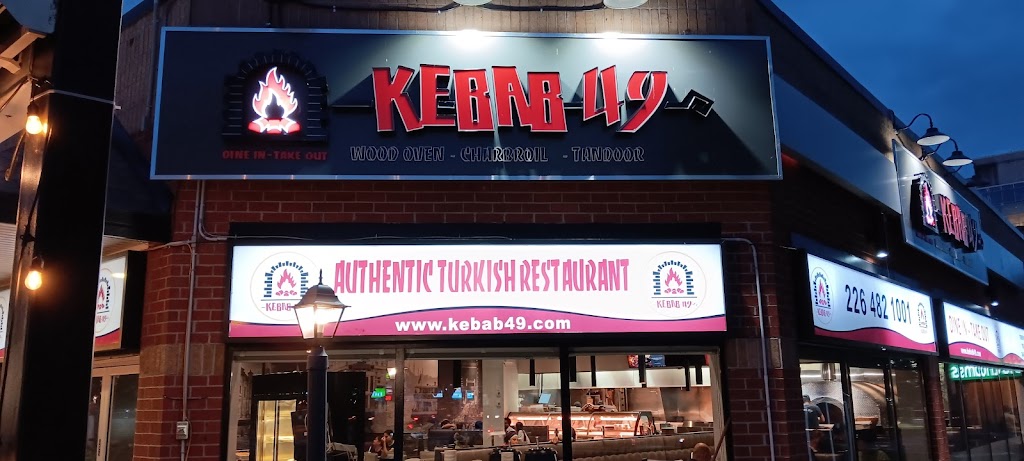 KEBAB 49
DINE IN - TAKE OUT
WOOD OVEN - CHARBROIL - TANDOOR
AUTHENTIC TURKISH RESTAURANT
KEBAB 49
www.kebab49.com
KEBAB 49
226 482 1001
DINE IN - TAKE OUT